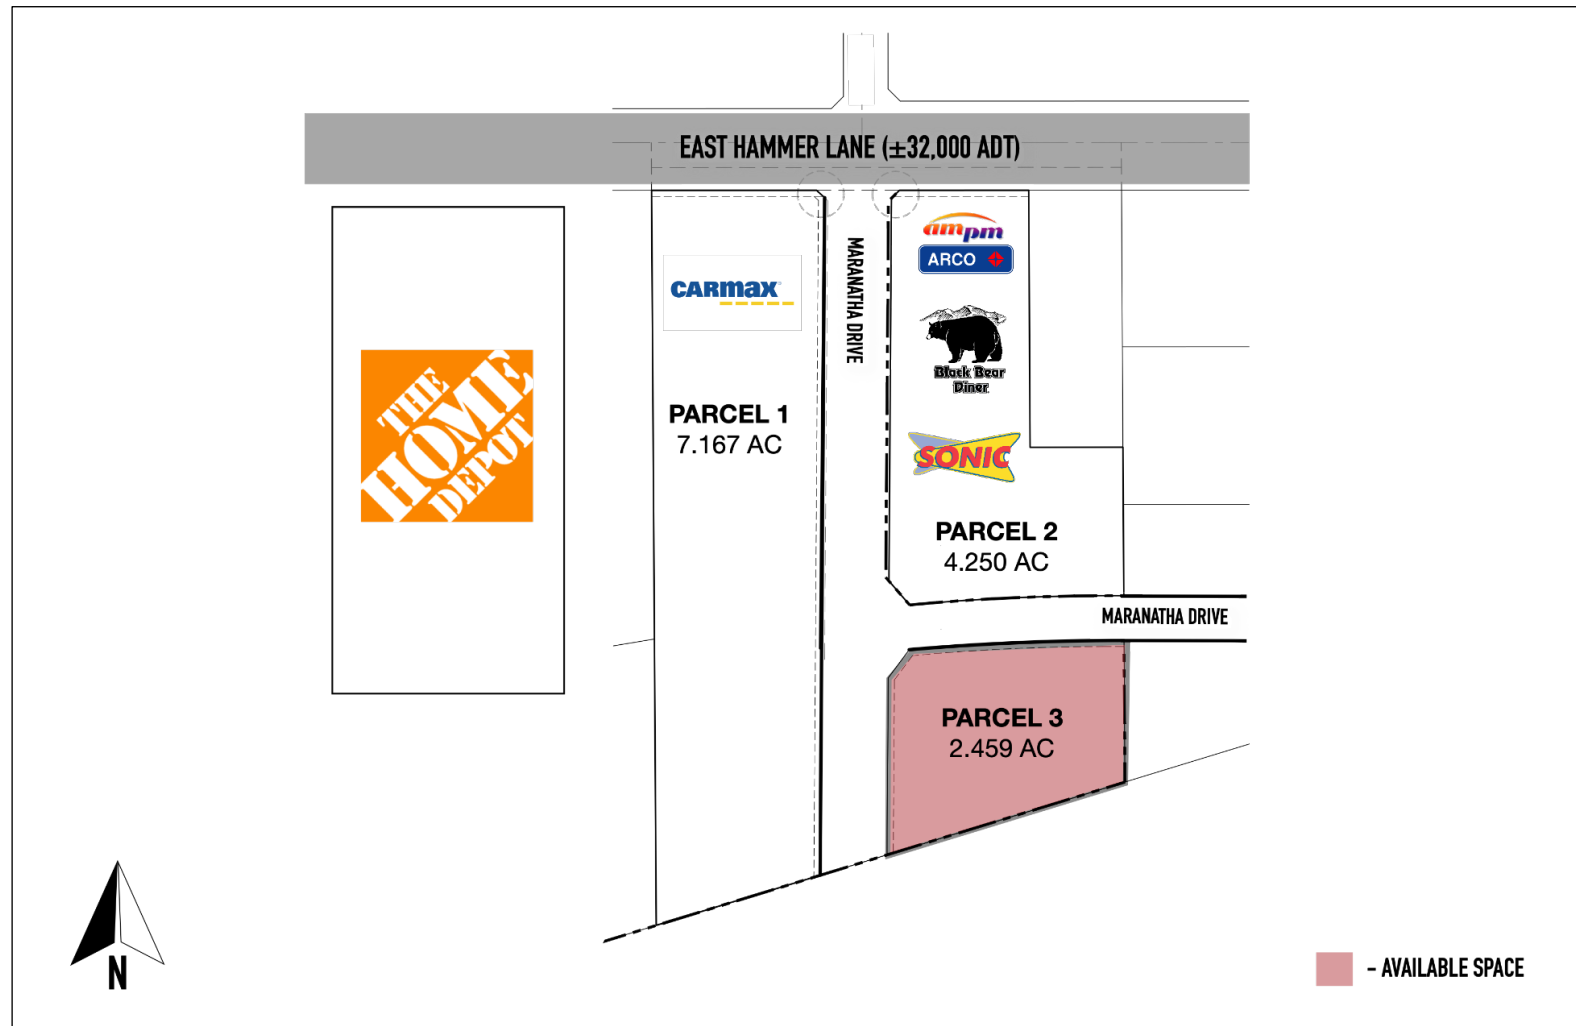 EAST HAMMER LANE (±32,000 ADT)
MARANATHA DRIVE
ampm
ARCO
CARMAX
Black Bear
Diner
THE
HOME
DEPOT
PARCEL 1
7.167 AC
SONIC
PARCEL 2
4.250 AC
MARANATHA DRIVE
PARCEL 3
2.459 AC
N
- AVAILABLE SPACE